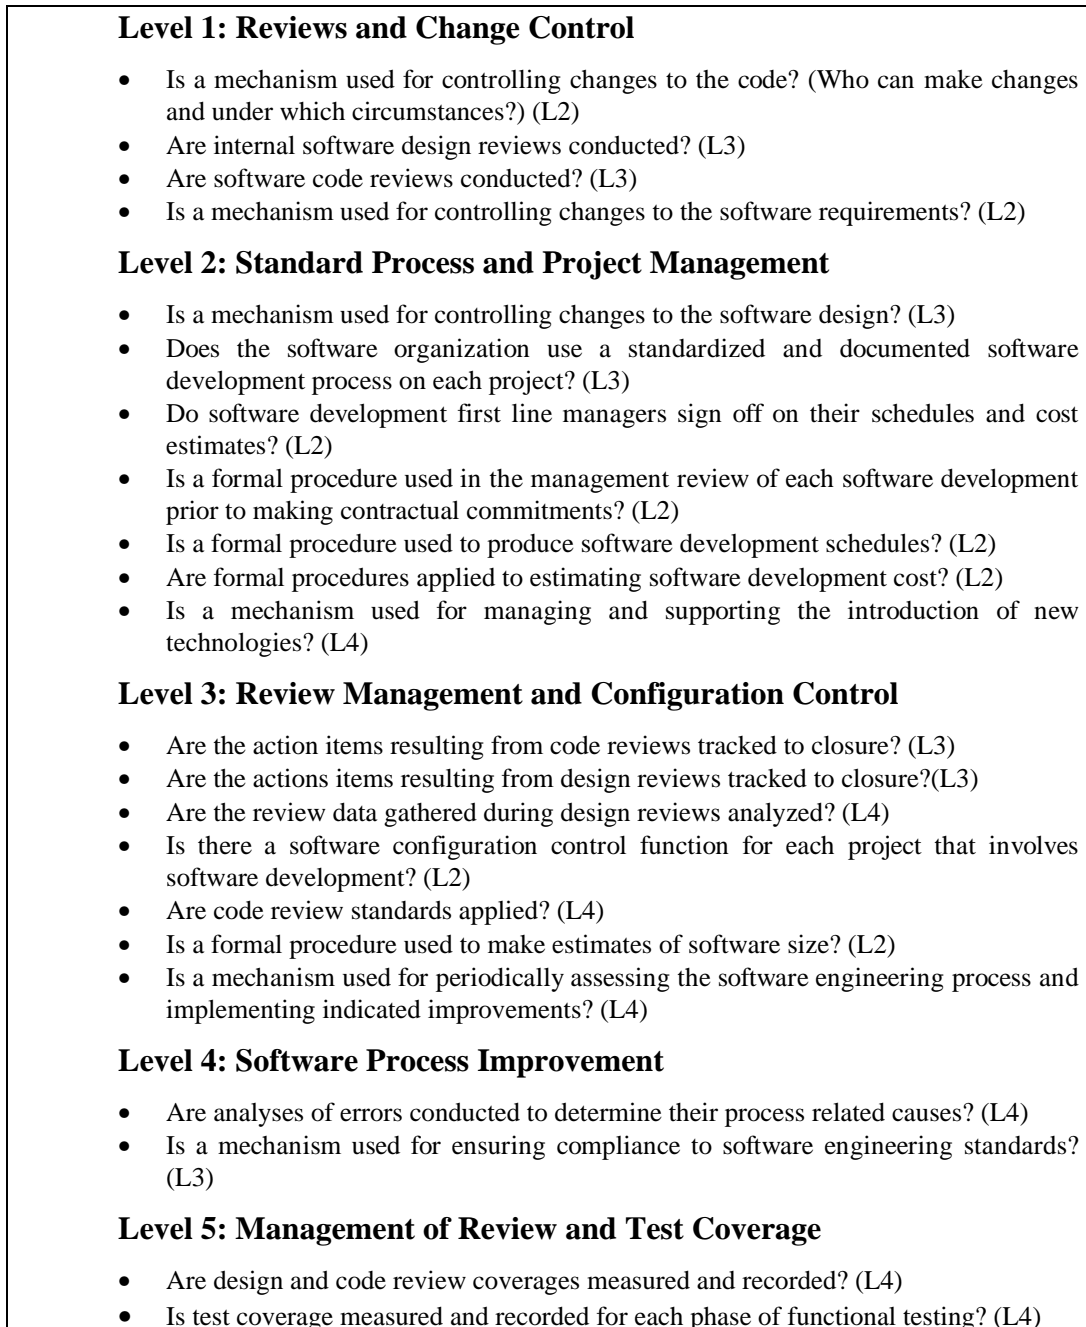 Level 1: Reviews and Change Control
• Is a mechanism used for controlling changes to the code? (Who can make changes
and under which circumstances?) (L2)
• Are internal software design reviews conducted? (L3)
• Are software code reviews conducted? (L3)
• Is a mechanism used for controlling changes to the software requirements? (L2)
Level 2: Standard Process and Project Management
• Is a mechanism used for controlling changes to the software design? (L3)
• Does the software organization use a standardized and documented software
development process on each project? (L3)
• Do software development first line managers sign off on their schedules and cost
estimates? (L2)
• Is a formal procedure used in the management review of each software development
prior to making contractual commitments? (L2)
• Is a formal procedure used to produce software development schedules? (L2)
• Are formal procedures applied to estimating software development cost? (L2)
• Is a mechanism used for managing and supporting the introduction of new
technologies? (L4)
Level 3: Review Management and Configuration Control
• Are the action items resulting from code reviews tracked to closure? (L3)
• Are the actions items resulting from design reviews tracked to closure?(L3)
• Are the review data gathered during design reviews analyzed? (L4)
• Is there a software configuration control function for each project that involves
software development? (L2)
• Are code review standards applied? (L4)
• Is a formal procedure used to make estimates of software size? (L2)
• Is a mechanism used for periodically assessing the software engineering process and
implementing indicated improvements? (L4)
Level 4: Software Process Improvement
• Are analyses of errors conducted to determine their process related causes? (L4)
• Is a mechanism used for ensuring compliance to software engineering standards?
(L3)
Level 5: Management of Review and Test Coverage
• Are design and code review coverages measured and recorded? (L4)
• Is test coverage measured and recorded for each phase of functional testing? (L4)